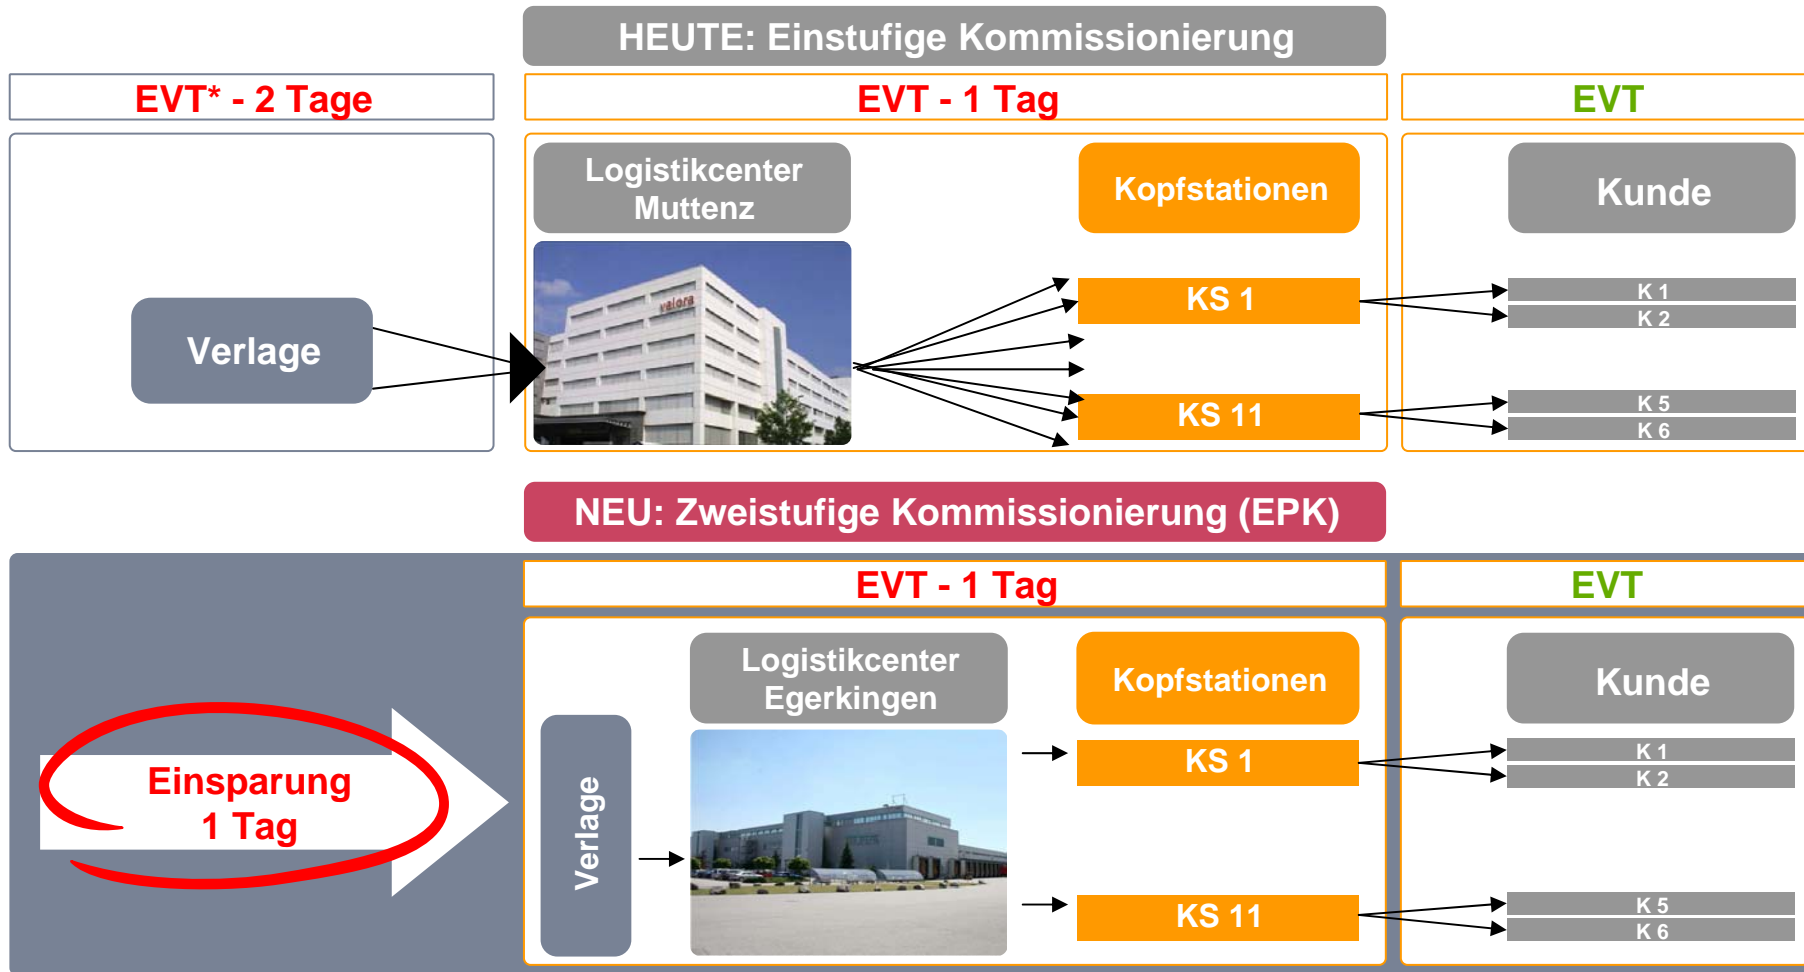 HEUTE: Einstufige Kommissionierung
EVT* - 2 Tage
EVT - 1 Tag
EVT
Logistikcenter
Muttenz
Kopfstationen
Kunde
valora
Verlage
KS 1
K 1
K 2
KS 11
K 5
K 6
NEU: Zweistufige Kommissionierung (EPK)
EVT - 1 Tag
EVT
Logistikcenter
Egerkingen
Kopfstationen
Kunde
Einsparung
1 Tag
Verlage
KS 1
K 1
K 2
KS 11
K 5
K 6